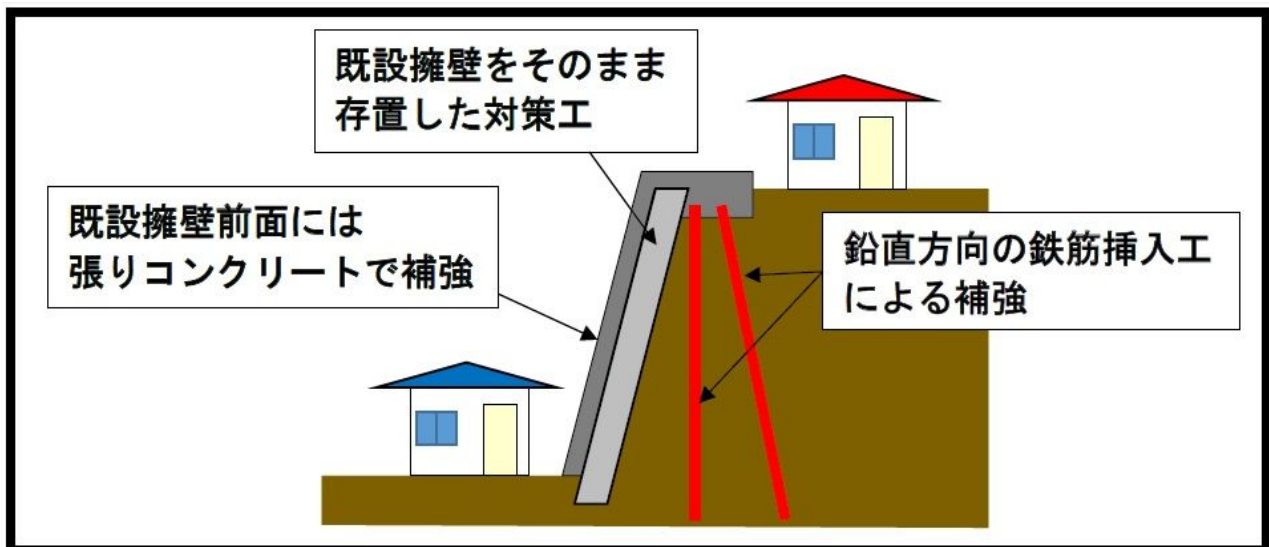 既設擁壁をそのまま
存置した対策工
既設擁壁前面には
張りコンクリートで補強
鉛直方向の鉄筋挿入工
による補強